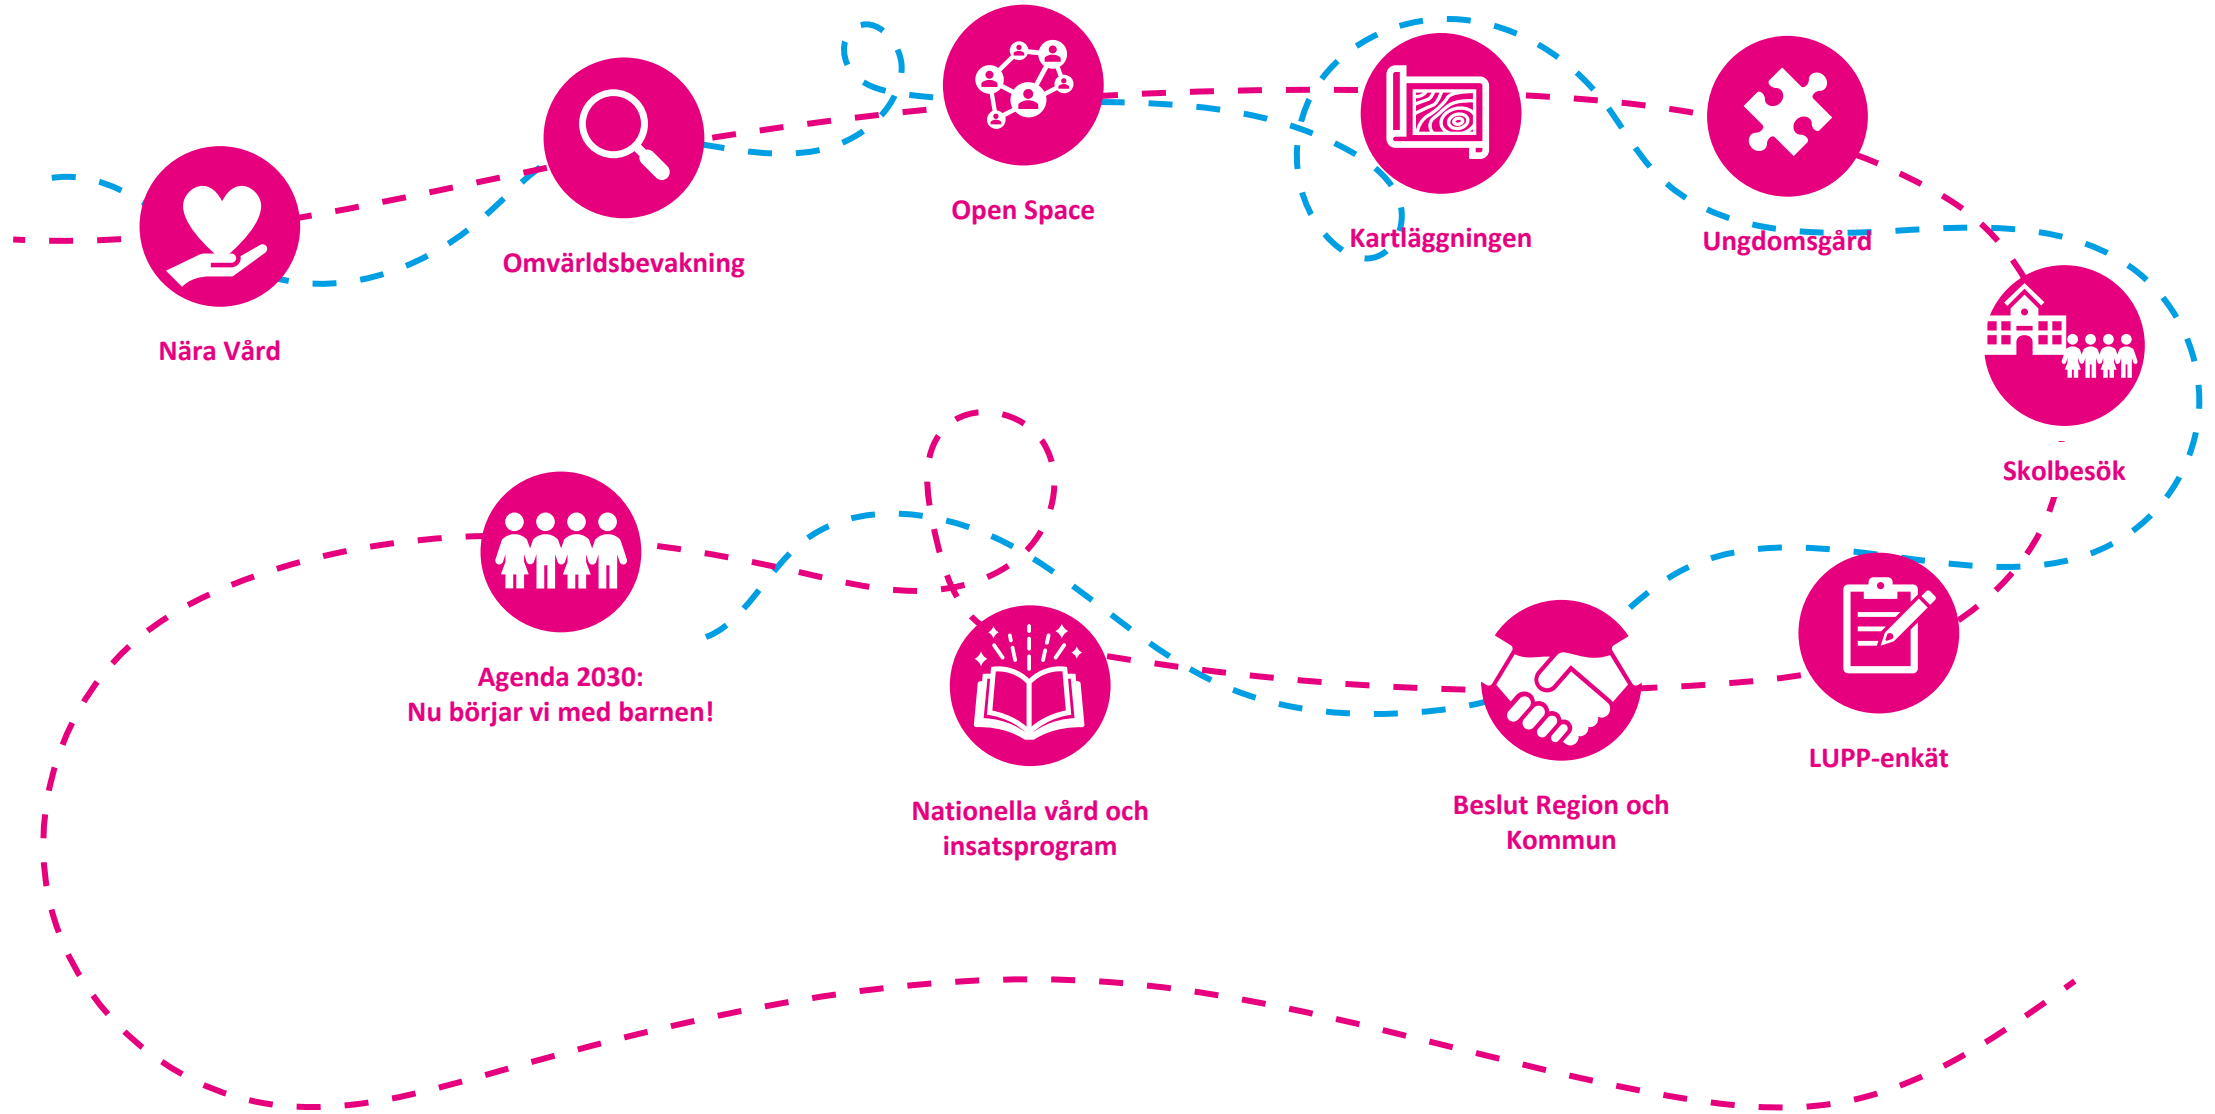 Nära Vård
Omvärldsbevakning
Open Space
Kartläggningen
Ungdomsgård
Skolbesök
LUPP-enkät
Beslut Region och
Kommun
Nationella vård och
insatsprogram
Agenda 2030:
Nu börjar vi med barnen!